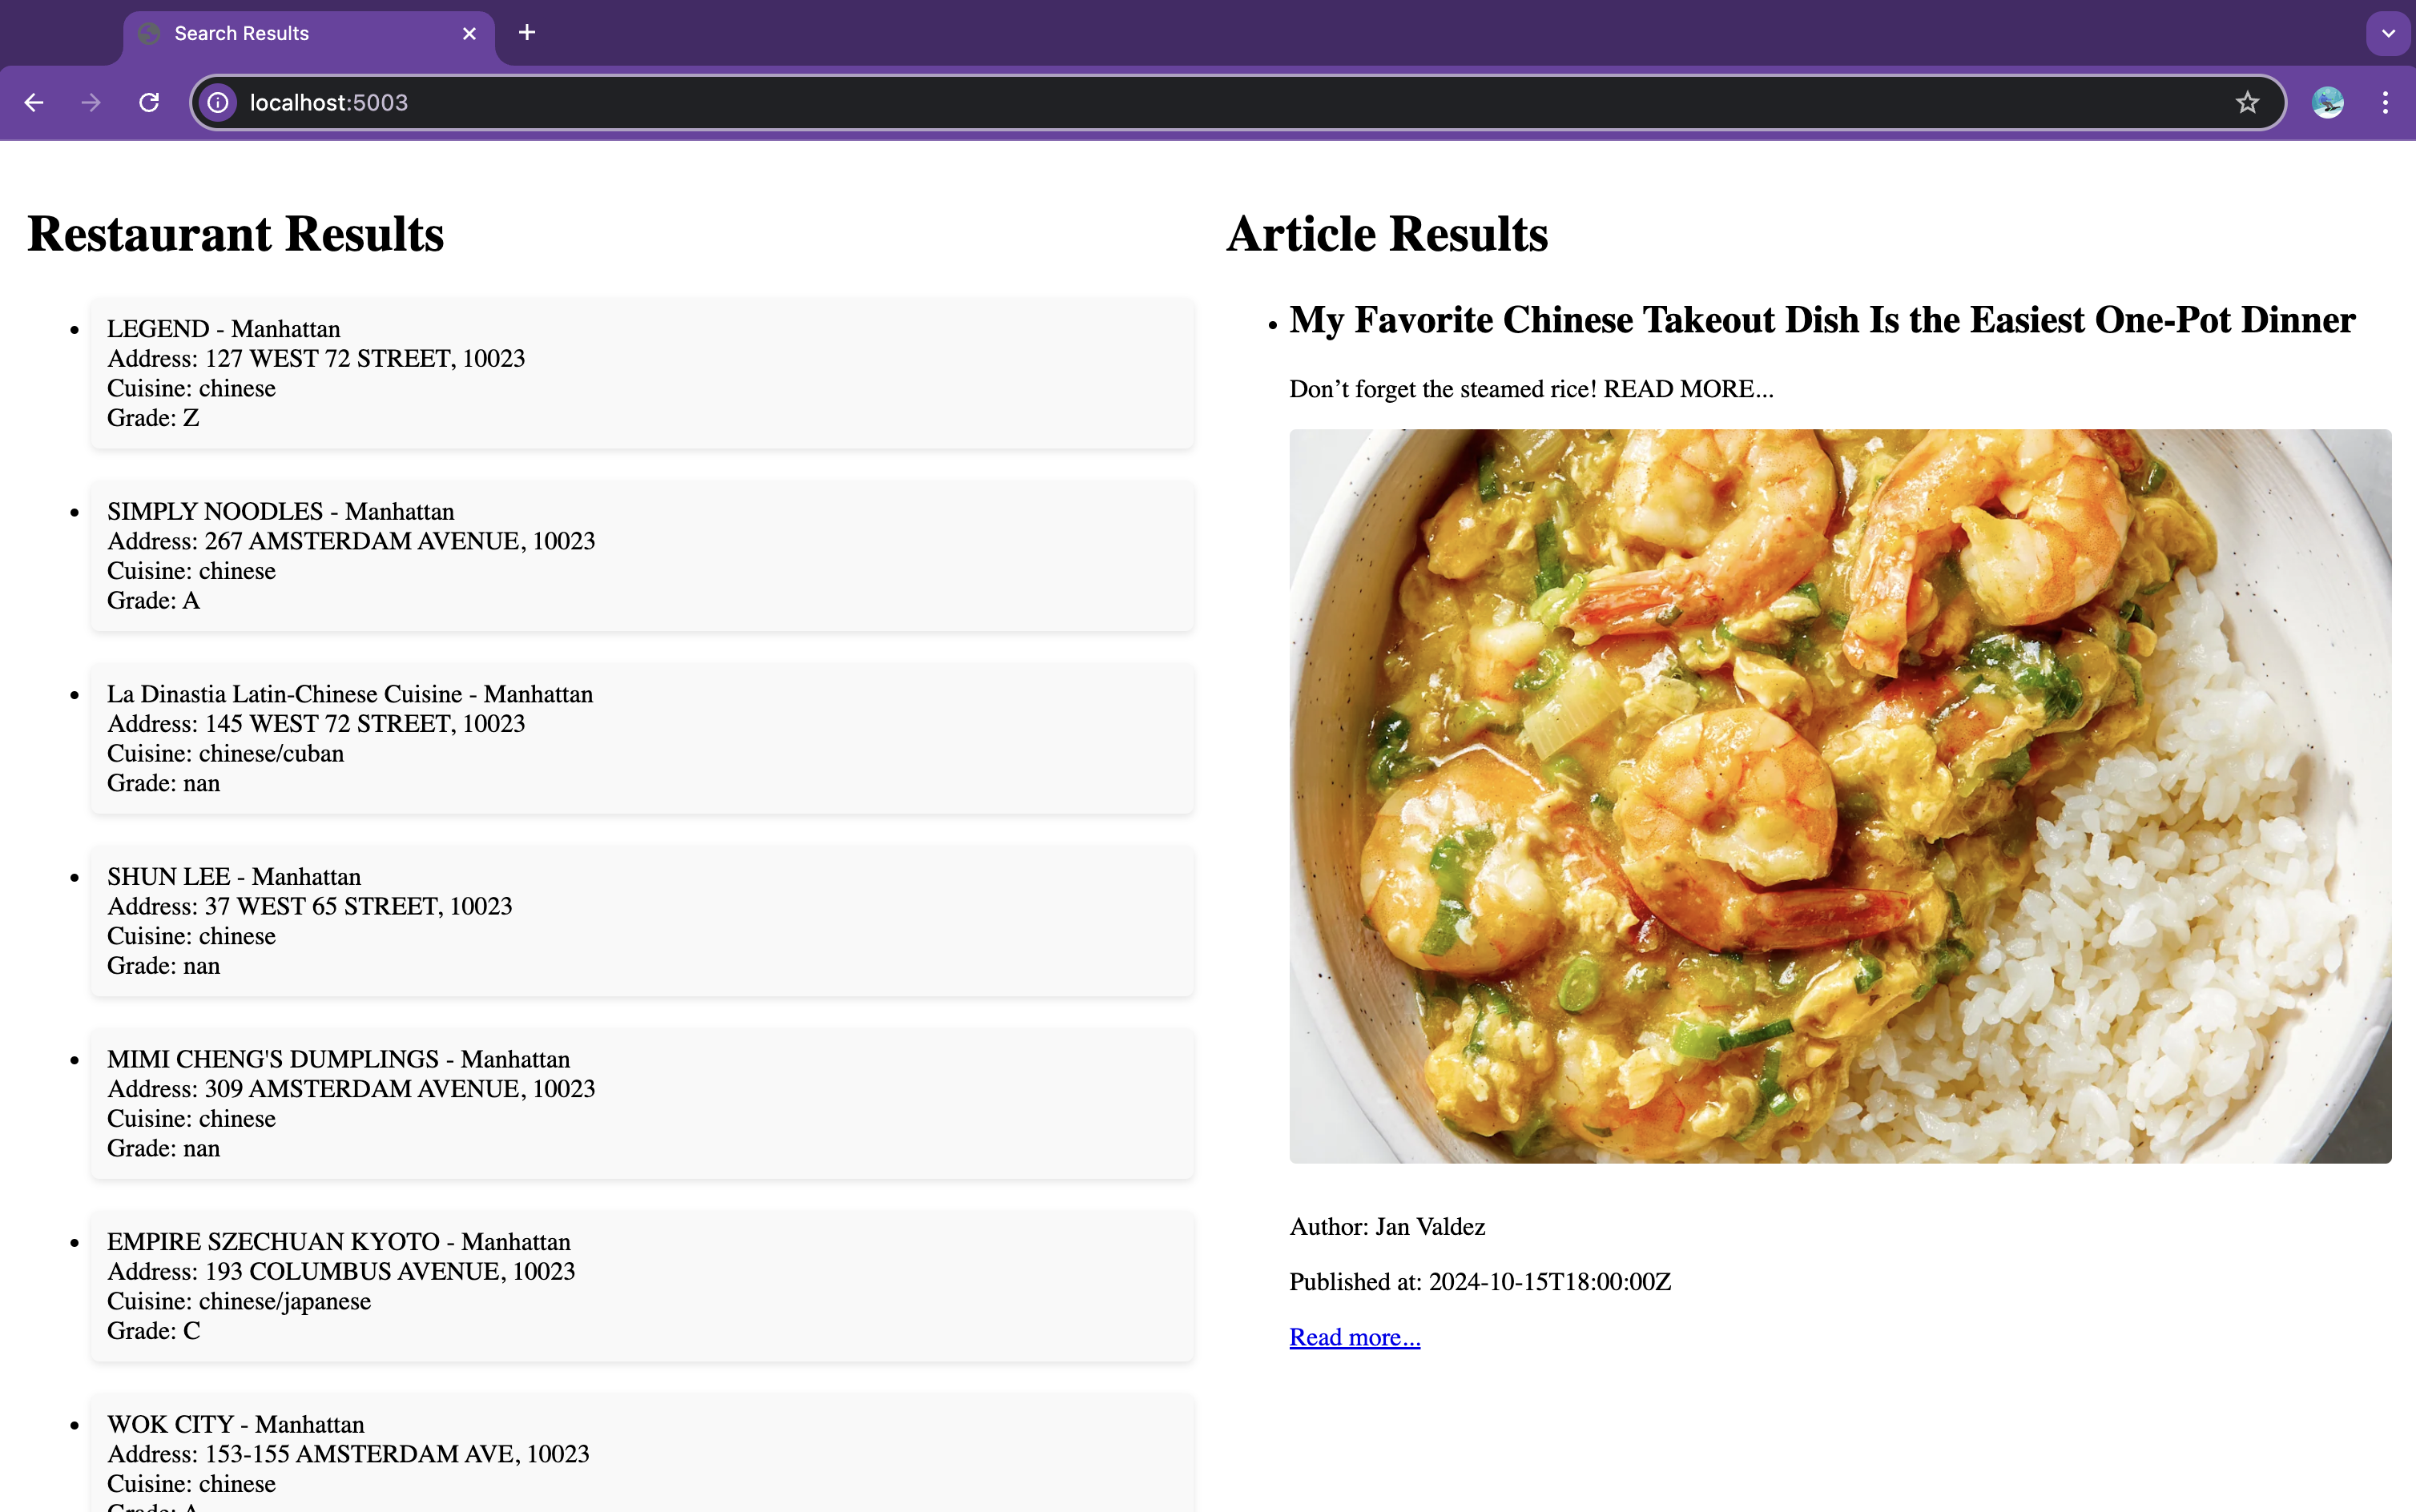 Search Results
localhost:5003
Restaurant Results
LEGEND - Manhattan
Address: 127 WEST 72 STREET, 10023
Cuisine: chinese
Grade: Z
SIMPLY NOODLES - Manhattan
Address: 267 AMSTERDAM AVENUE, 10023
Cuisine: chinese
Grade: A
La Dinastia Latin-Chinese Cuisine - Manhattan
Address: 145 WEST 72 STREET, 10023
Cuisine: chinese/cuban
Grade: nan
SHUN LEE - Manhattan
Address: 37 WEST 65 STREET, 10023
Cuisine: chinese
Grade: nan
MIMI CHENG'S DUMPLINGS - Manhattan
Address: 309 AMSTERDAM AVENUE, 10023
Cuisine: chinese
Grade: nan
EMPIRE SZECHUAN KYOTO - Manhattan
Address: 193 COLUMBUS AVENUE, 10023
Cuisine: chinese/japanese
Grade: C
WOK CITY - Manhattan
Address: 153-155 AMSTERDAM AVE, 10023
Cuisine: chinese
Grade: A
Article Results
My Favorite Chinese Takeout Dish Is the Easiest One-Pot Dinner
Don’t forget the steamed rice! READ MORE...
Author: Jan Valdez
Published at: 2024-10-15T18:00:00Z
Read more...